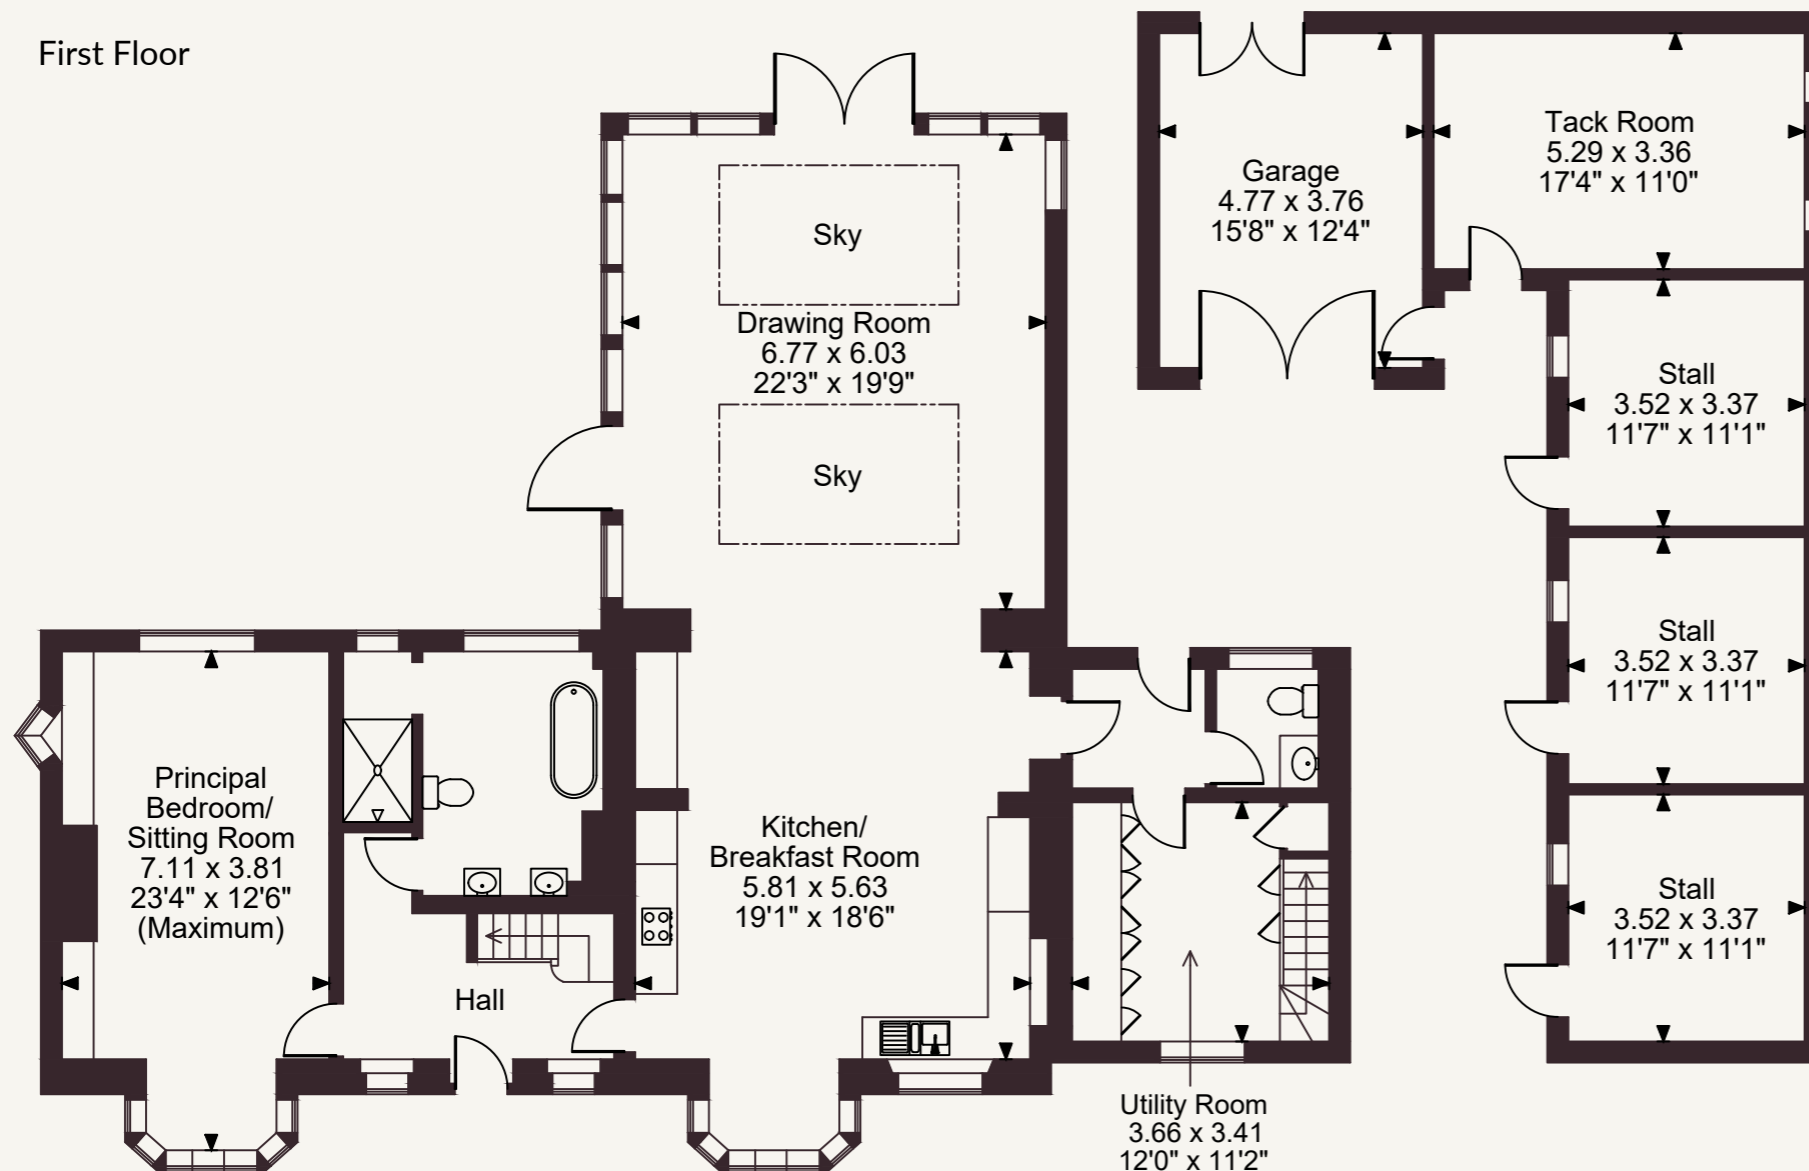 First Floor
Sky
Drawing Room
6.77 x 6.03
22'3" x 19'9"
Sky
Garage
4.77 x 3.76
15'8" x 12'4"
Tack Room
5.29 x 3.36
17'4" x 11'0"
Stall
3.52 x 3.37
11'7" x 11'1"
Stall
3.52 x 3.37
11'7" x 11'1"
Stall
3.52 x 3.37
11'7" x 11'1"
Principal
Bedroom/
Sitting Room
7.11 x 3.81
23'4" x 12'6"
(Maximum)
Hall
Kitchen/
Breakfast Room
5.81 x 5.63
19'1" x 18'6"
Utility Room
3.66 x 3.41
12'0" x 11'2"